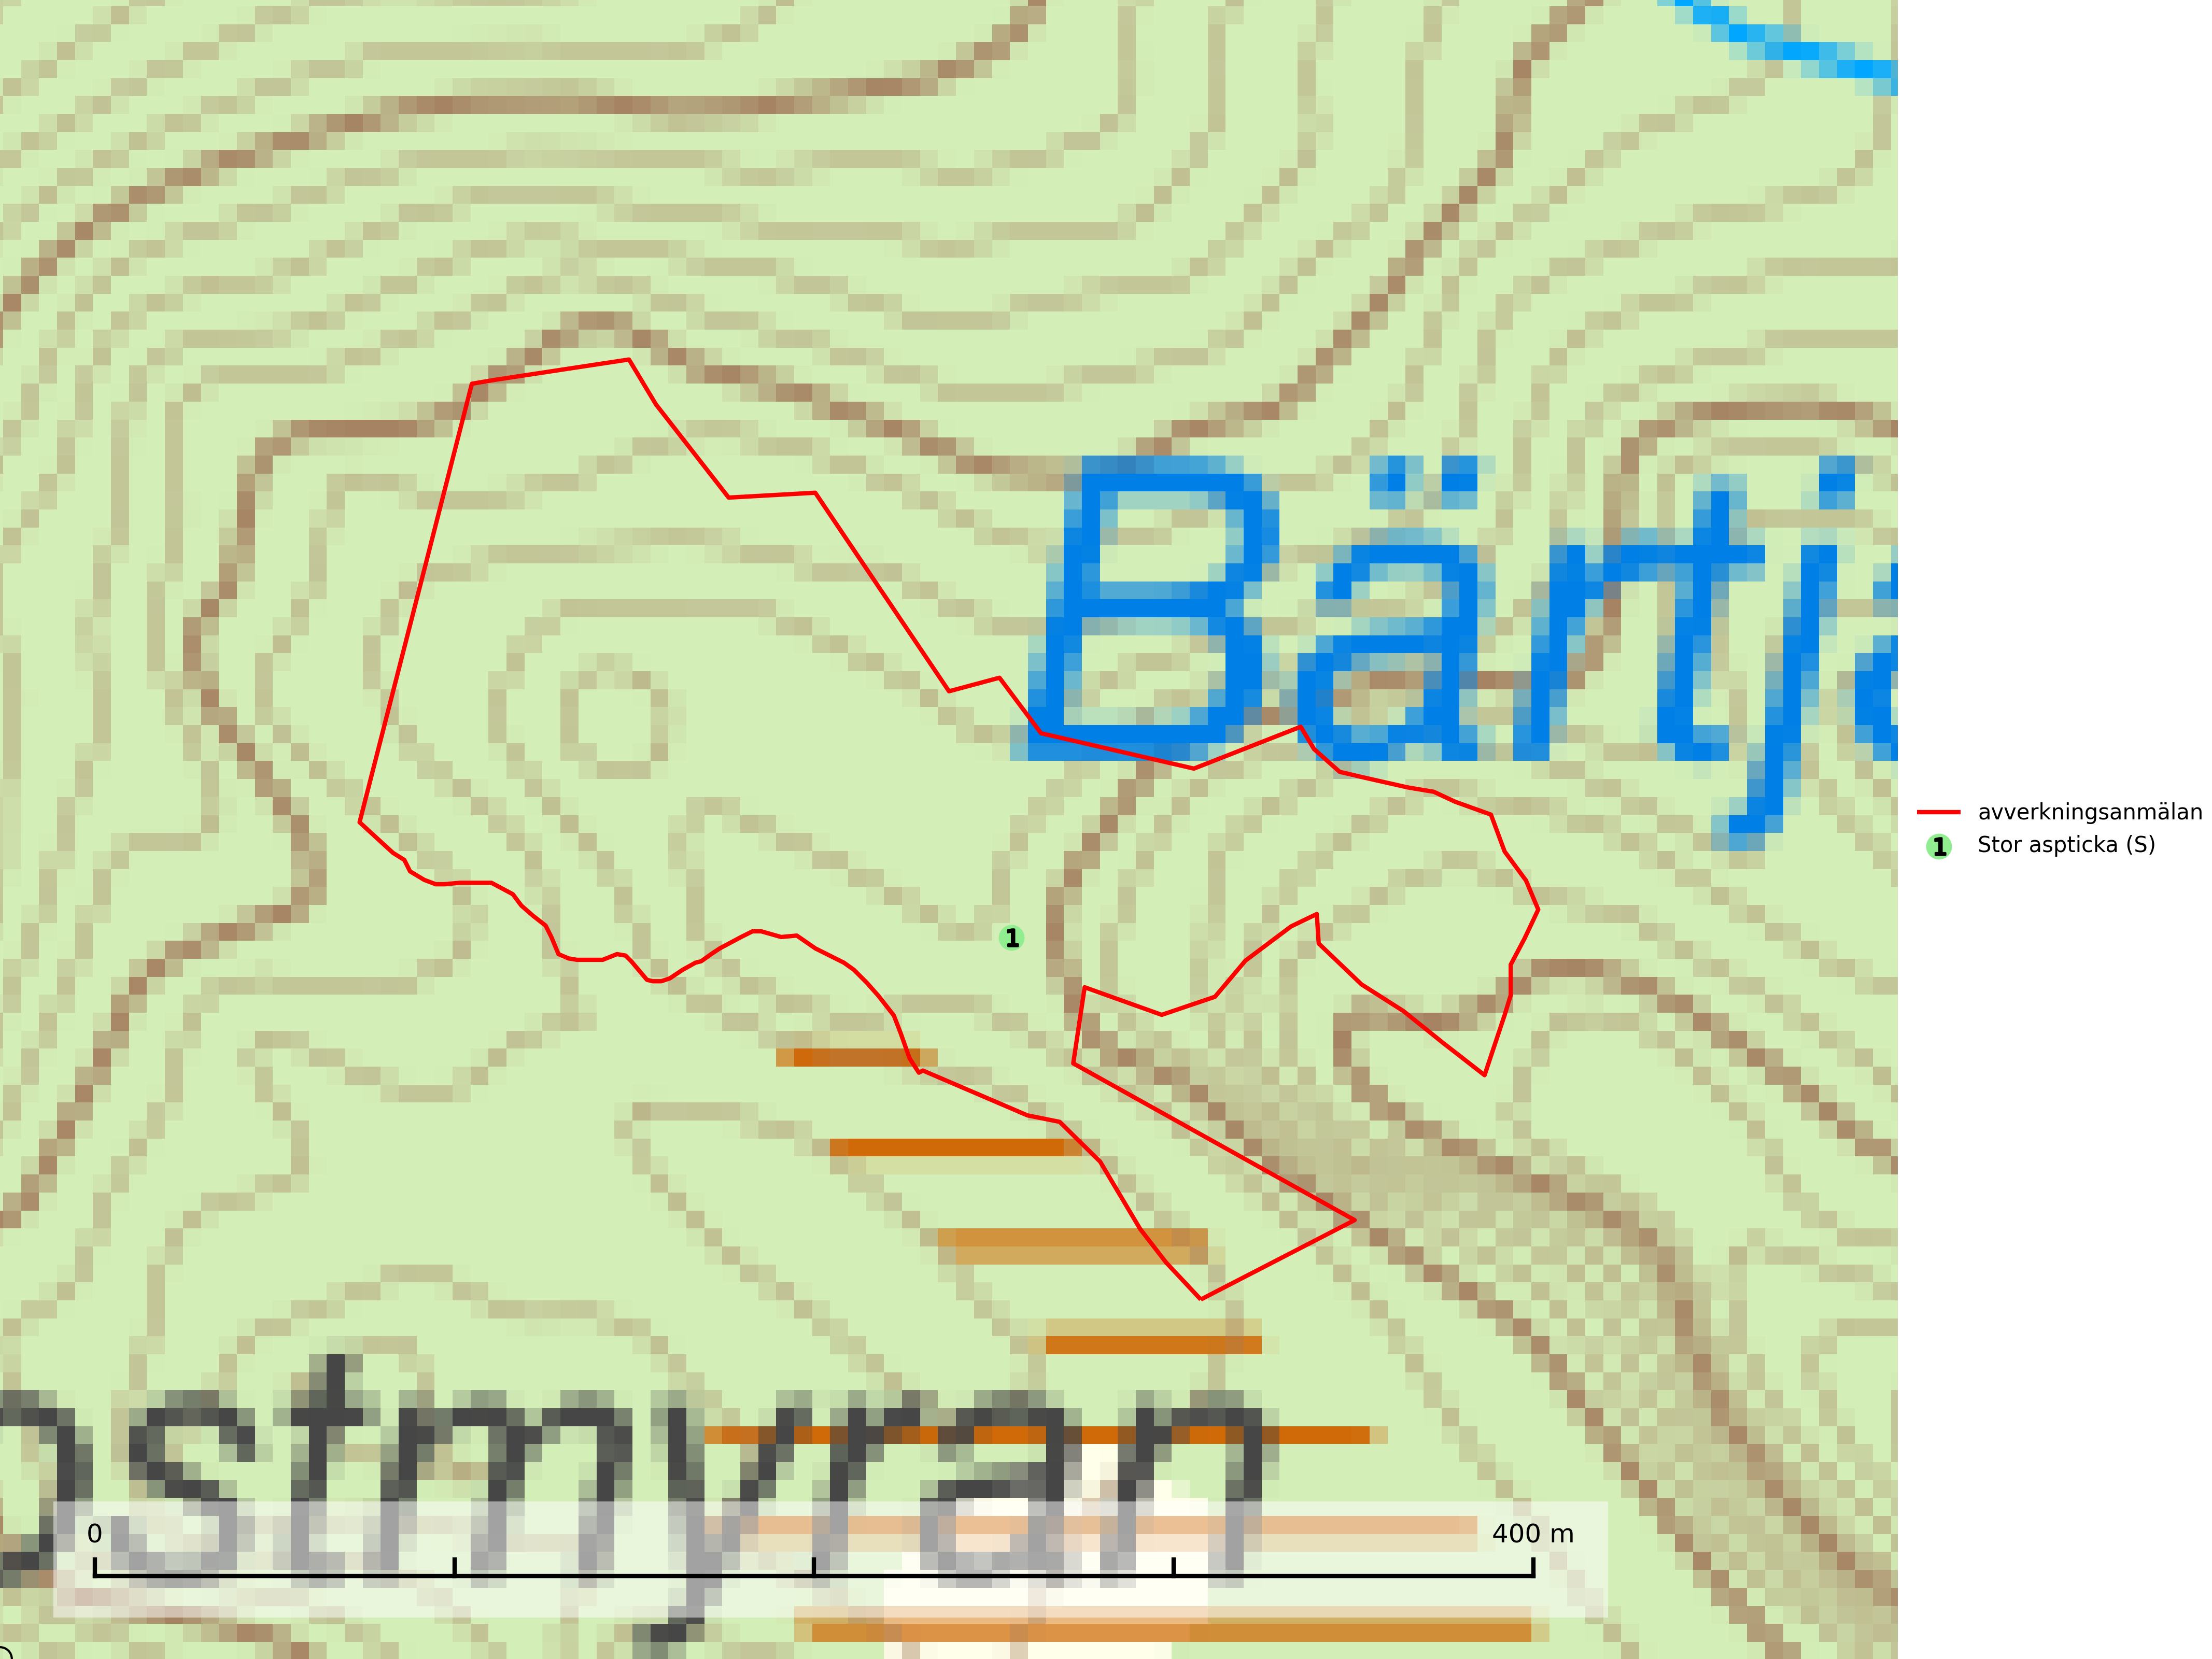 Bärtj
1
avverkningsanmälan
1 Stor aspticka (S)
stmyran
0 400 m